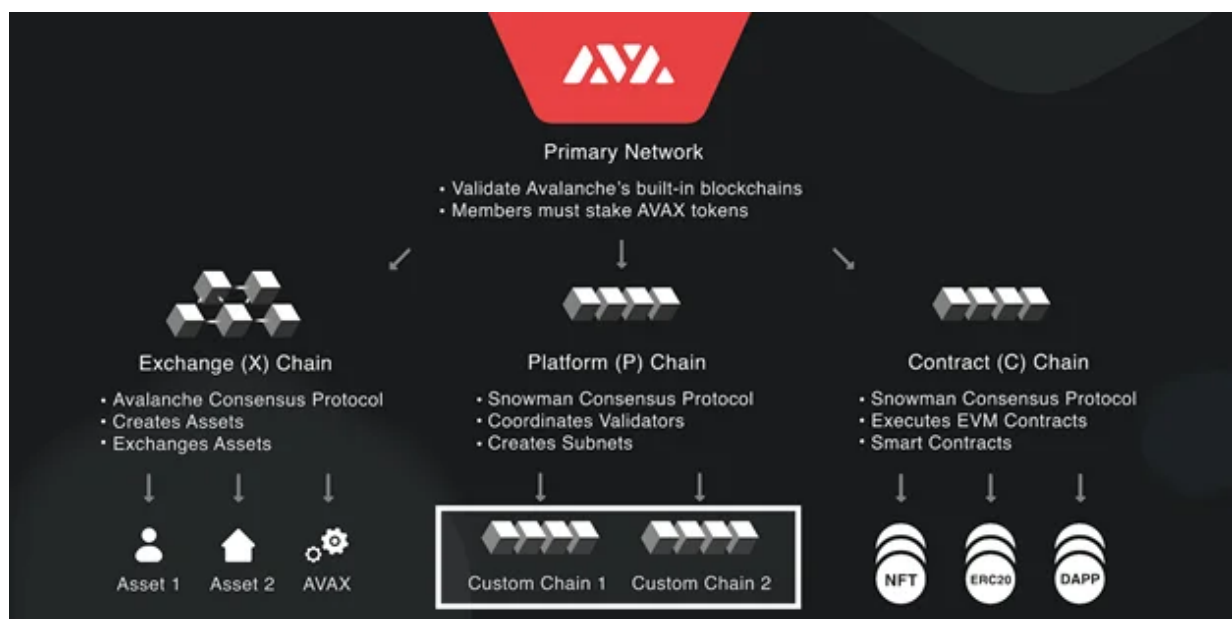 AVA
Primary Network
• Validate Avalanche's built-in blockchains
• Members must stake AVAX tokens
Exchange (X) Chain
• Avalanche Consensus Protocol
• Creates Assets
• Exchanges Assets
Asset 1
Asset 2
AVAX
Platform (P) Chain
• Snowman Consensus Protocol
• Coordinates Validators
• Creates Subnets
Custom Chain 1
Custom Chain 2
Contract (C) Chain
• Snowman Consensus Protocol
• Executes EVM Contracts
• Smart Contracts
NFT
ERC20
DAPP